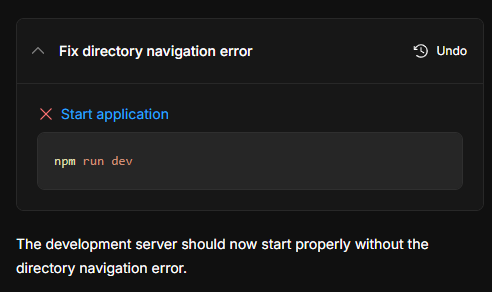 Fix directory navigation error
Undo
Start application
npm run dev
The development server should now start properly without the
directory navigation error.